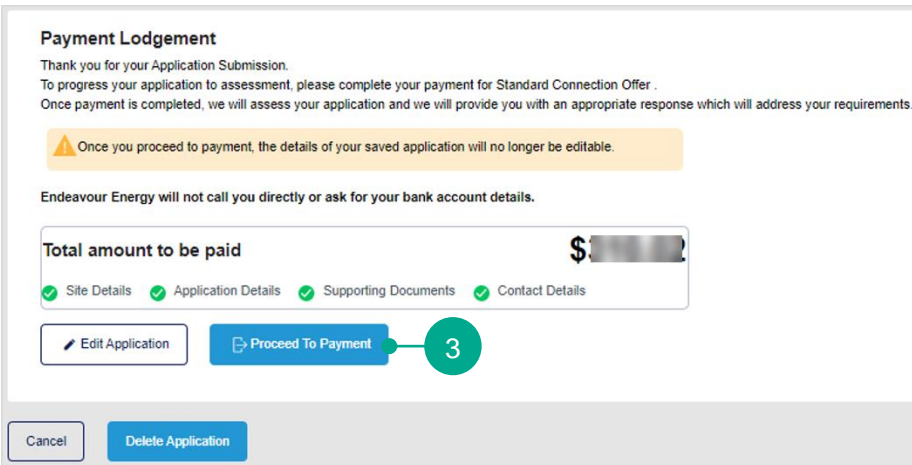 Payment Lodgement
Thank you for your Application Submission.
To progress your application to assessment, please complete your payment for Standard Connection Offer .
Once payment is completed, we will assess your application and we will provide you with an appropriate response which will address your requirements.
Once you proceed to payment, the details of your saved application will no longer be editable.
Endeavour Energy will not call you directly or ask for your bank account details.
Total amount to be paid $
Site Details Application Details Supporting Documents Contact Details
Edit Application Proceed To Payment 3
Cancel Delete Application